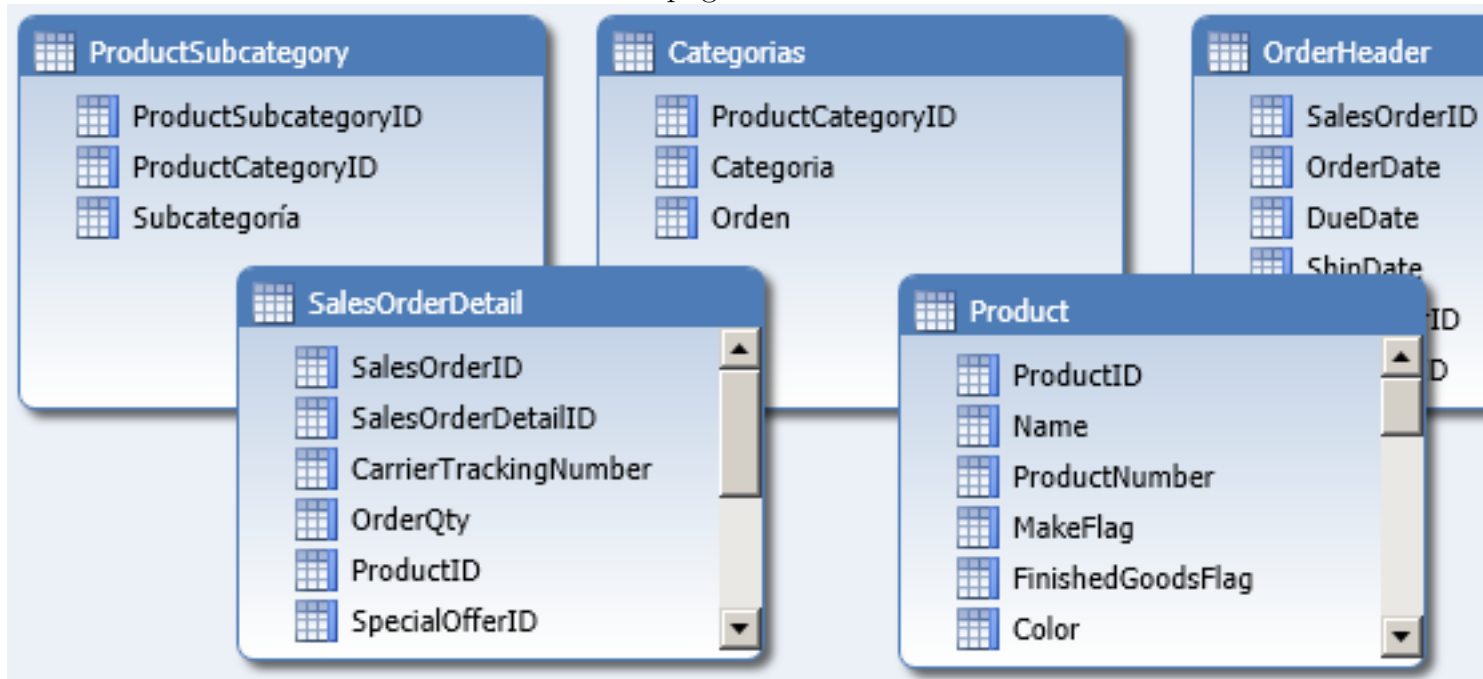 ProductSubcategory
ProductSubcategoryID
ProductCategoryID
Subcategoría
Categorias
ProductCategoryID
Categoria
Orden
OrderHeader
SalesOrderID
OrderDate
DueDate
ShipDate
SalesOrderDetail
SalesOrderID
SalesOrderDetailID
CarrierTrackingNumber
OrderQty
ProductID
SpecialOfferID
Product
ProductID
Name
ProductNumber
MakeFlag
FinishedGoodsFlag
Color